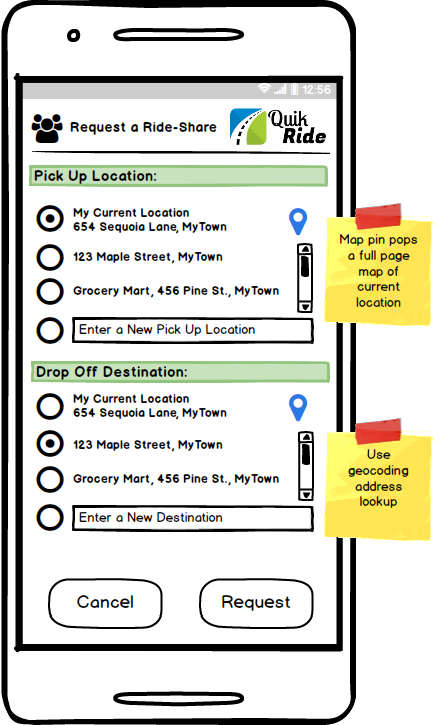 12:56
Request a Ride-Share
Quik
Ride
Pick Up Location:
My Current Location
654 Sequoia Lane, MyTown
123 Maple Street, MyTown
Grocery Mart, 456 Pine St., MyTown
Enter a New Pick Up Location
Map pin pops
a full page
map of
current
location
Drop Off Destination:
My Current Location
654 Sequoia Lane, MyTown
123 Maple Street, MyTown
Grocery Mart, 456 Pine St., MyTown
Enter a New Destination
Use
geocoding
address
lookup
Cancel
Request